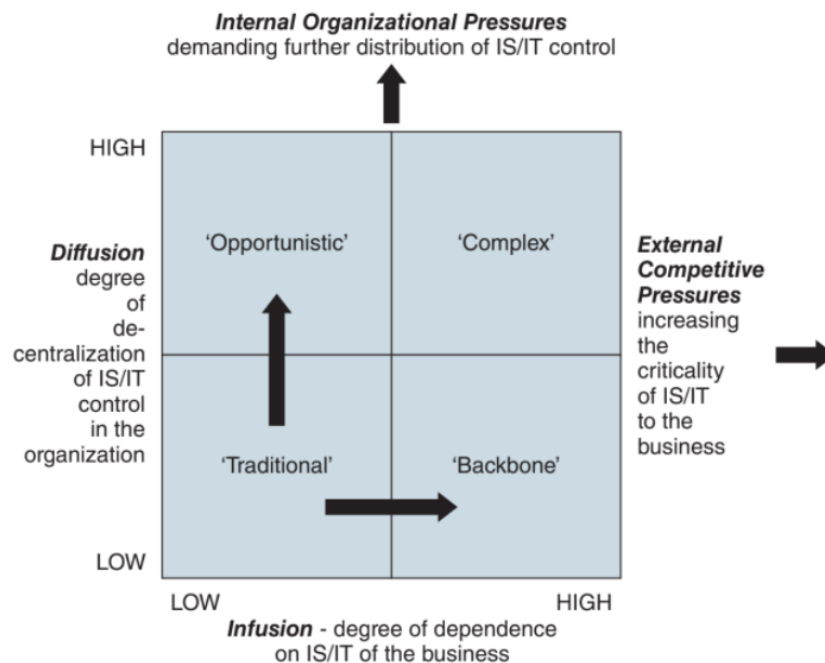 Internal Organizational Pressures
demanding further distribution of IS/IT control
HIGH
Diffusion
degree
of
de-
centralization
of IS/IT
control
in the
organization
LOW
‘Opportunistic’
‘Complex’
‘Traditional’
‘Backbone’
External
Competitive
Pressures
increasing
the
criticality
of IS/IT
to the
business
LOW
HIGH
Infusion - degree of dependence
on IS/IT of the business